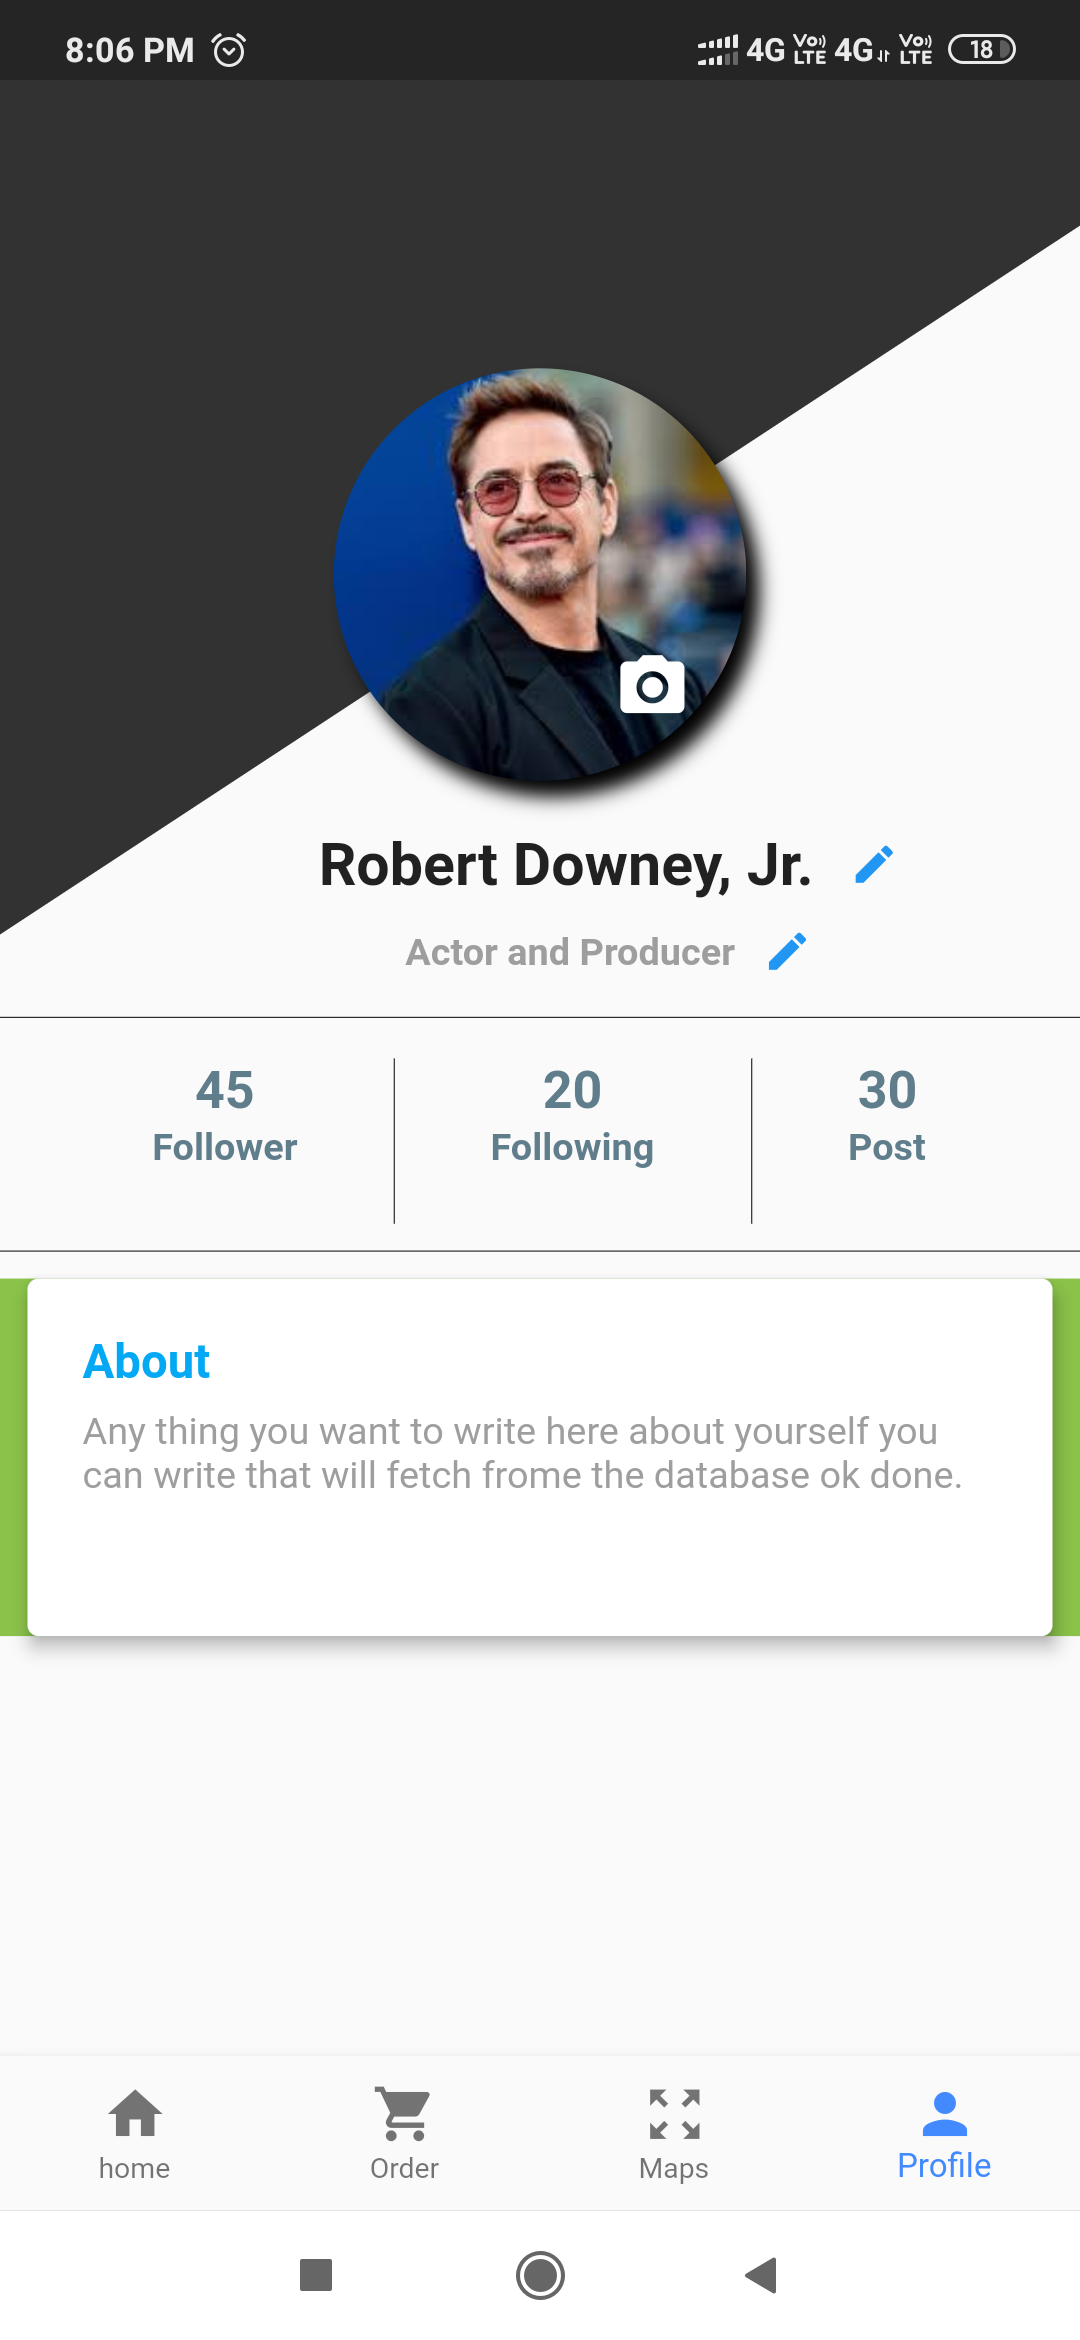 8:06 PM 4G Vo LTE 4G Vo LTE 18
Robert Downey, Jr.
Actor and Producer
45 20 30
Follower Following Post
About
Any thing you want to write here about yourself you
can write that will fetch frome the database ok done.
home Order Maps Profile